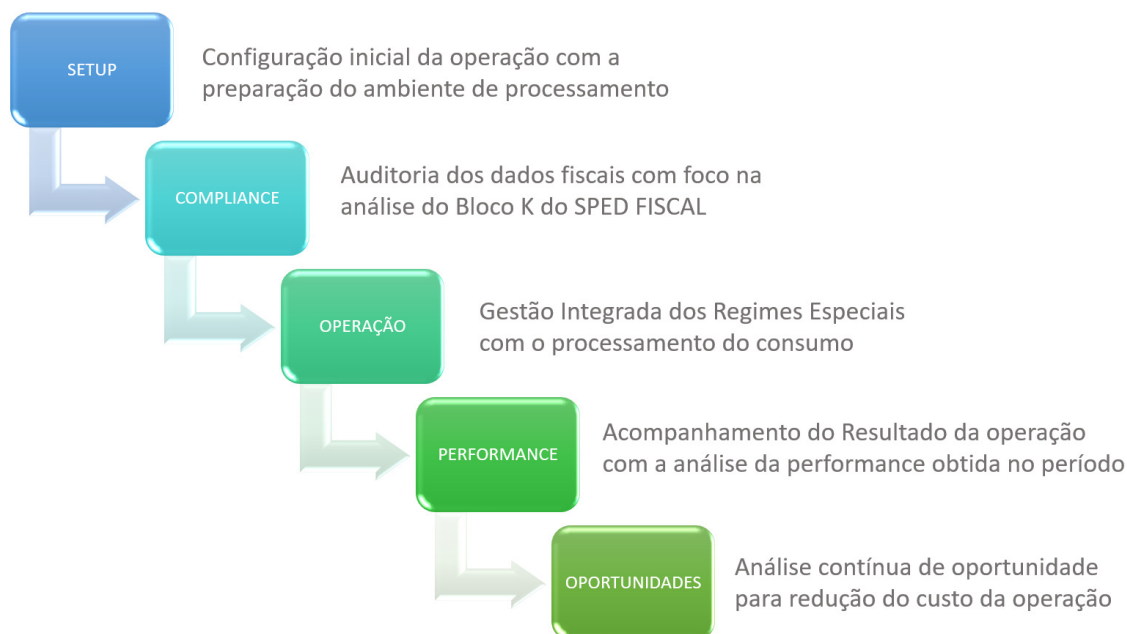 SETUP
Configuração inicial da operação com a
preparação do ambiente de processamento
COMPLIANCE
Auditoria dos dados fiscais com foco na
análise do Bloco K do SPED FISCAL
OPERAÇÃO
Gestão Integrada dos Regimes Especiais
com o processamento do consumo
PERFORMANCE
Acompanhamento do Resultado da operação
com a análise da performance obtida no período
OPORTUNIDADES
Análise contínua de oportunidade
para redução do custo da operação